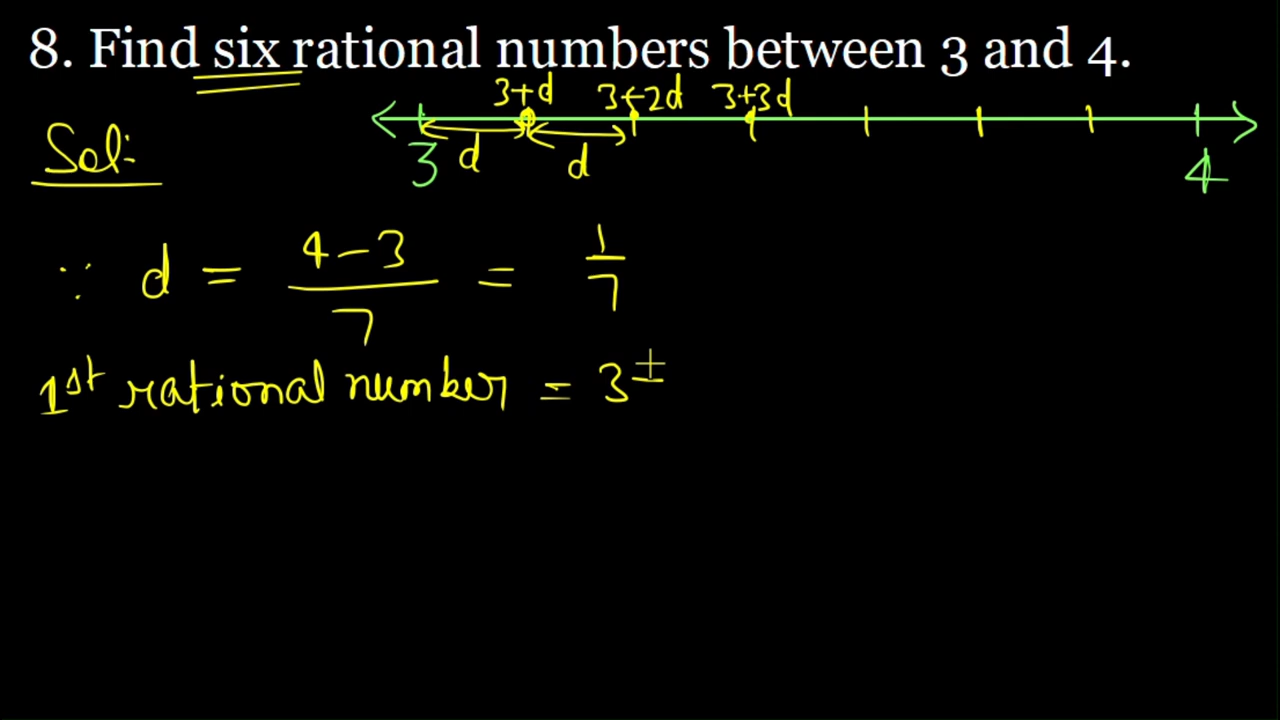 8. Find six rational numbers between 3 and 4.
3+d 3+2d 3+3d
Sol:
3 d d 4
∵ d = 4-3/7 = 1/7
1st rational number = 3±